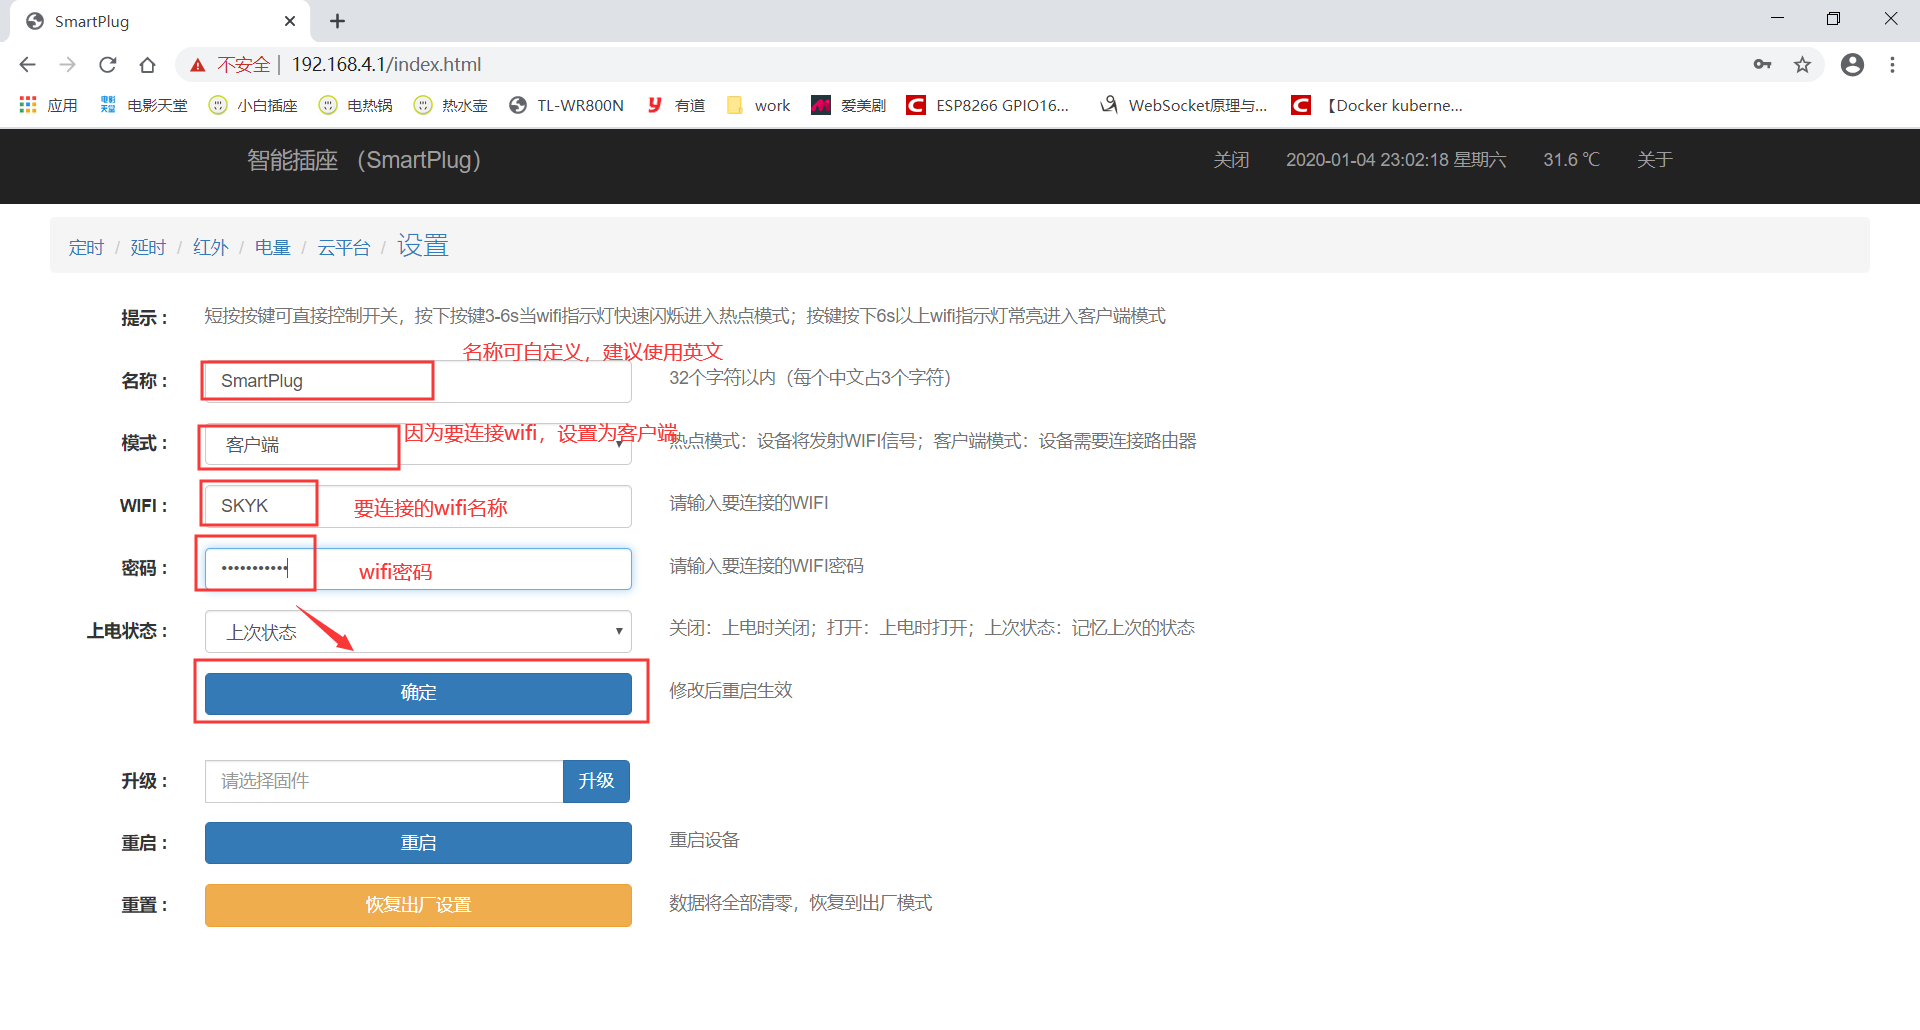 SmartPlug
不安全 | 192.168.4.1/index.html
应用 电影天堂 电影天堂 小白插座 电热锅 热水壶 TL-WR800N 有道 work 爱美剧 ESP8266 GPIO16... WebSocket原理与... 【Docker kuberne...
智能插座 （SmartPlug） 关闭 2020-01-04 23:02:18 星期六 31.6 ℃ 关于
定时 / 延时 / 红外 / 电量 / 云平台 / 设置
提示： 短按按键可直接控制开关，按下按键3-6s当wifi指示灯快速闪烁进入热点模式；按键按下6s以上wifi指示灯常亮进入客户端模式
名称可自定义，建议使用英文
名称： SmartPlug 32个字符以内（每个中文占3个字符）
因为要连接wifi，设置为客户端
模式： 客户端 热点模式：设备将发射WIFI信号；客户端模式：设备需要连接路由器
WIFI： SKYK 要连接的wifi名称 请输入要连接的WIFI
密码： ••••••••••• wifi密码 请输入要连接的WIFI密码
上电状态： 上次状态 关闭：上电时关闭；打开：上电时打开；上次状态：记忆上次的状态
确定 修改后重启生效
升级： 请选择固件 升级
重启： 重启 重启设备
重置： 恢复出厂设置 数据将全部清零，恢复到出厂模式